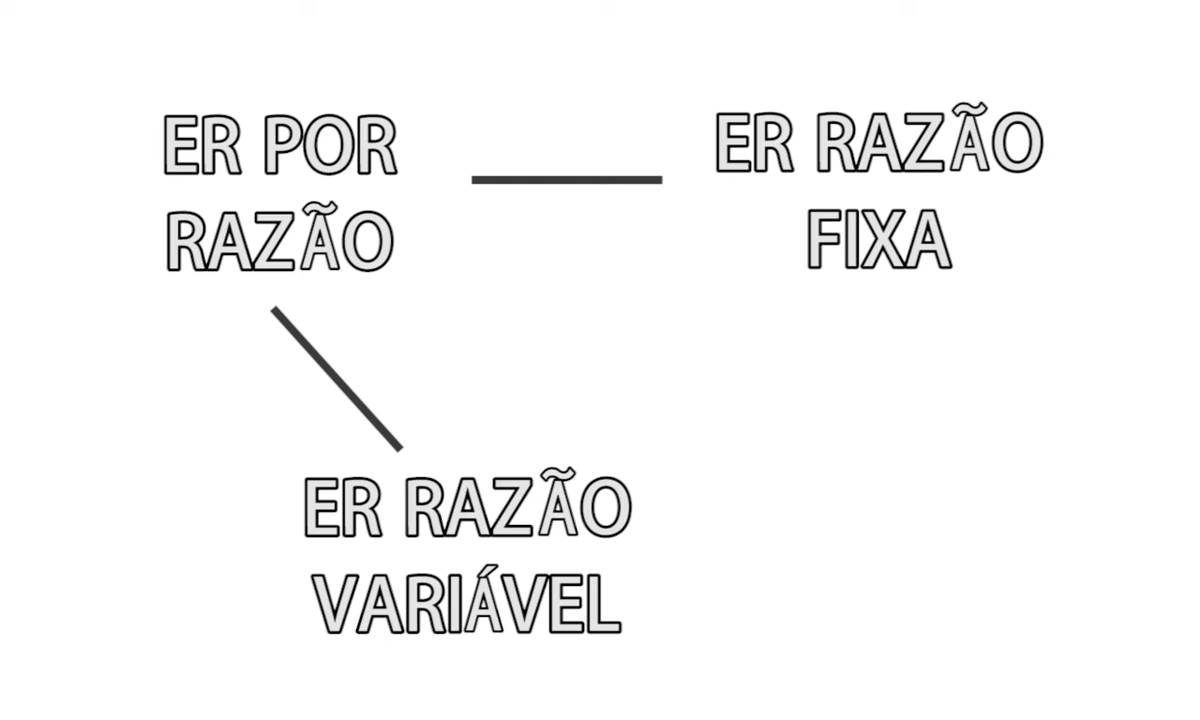 ER POR
RAZÃO
ER RAZÃO
FIXA
ER RAZÃO
VARIÁVEL